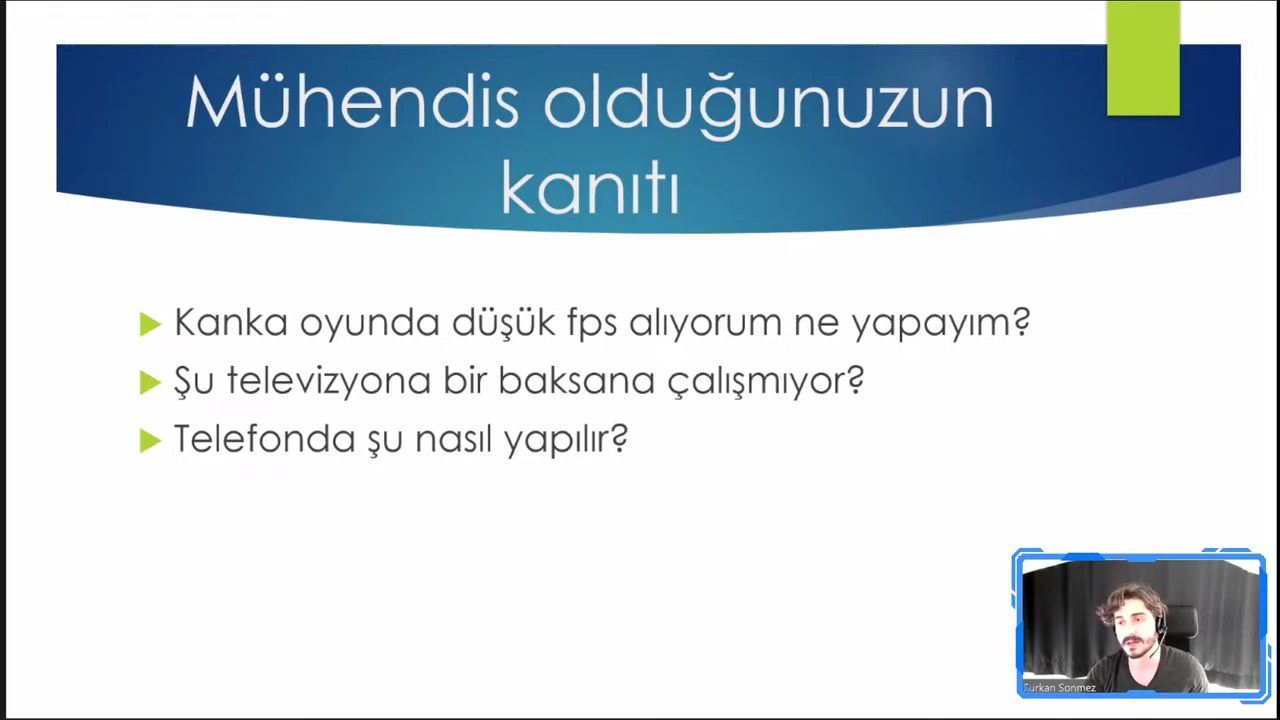 Mühendis olduğunuzun
kanıtı
Kanka oyunda düşük fps alıyorum ne yapayım?
Şu televizyona bir baksana çalışmıyor?
Telefonda şu nasıl yapılır?
Furkan Sonmez